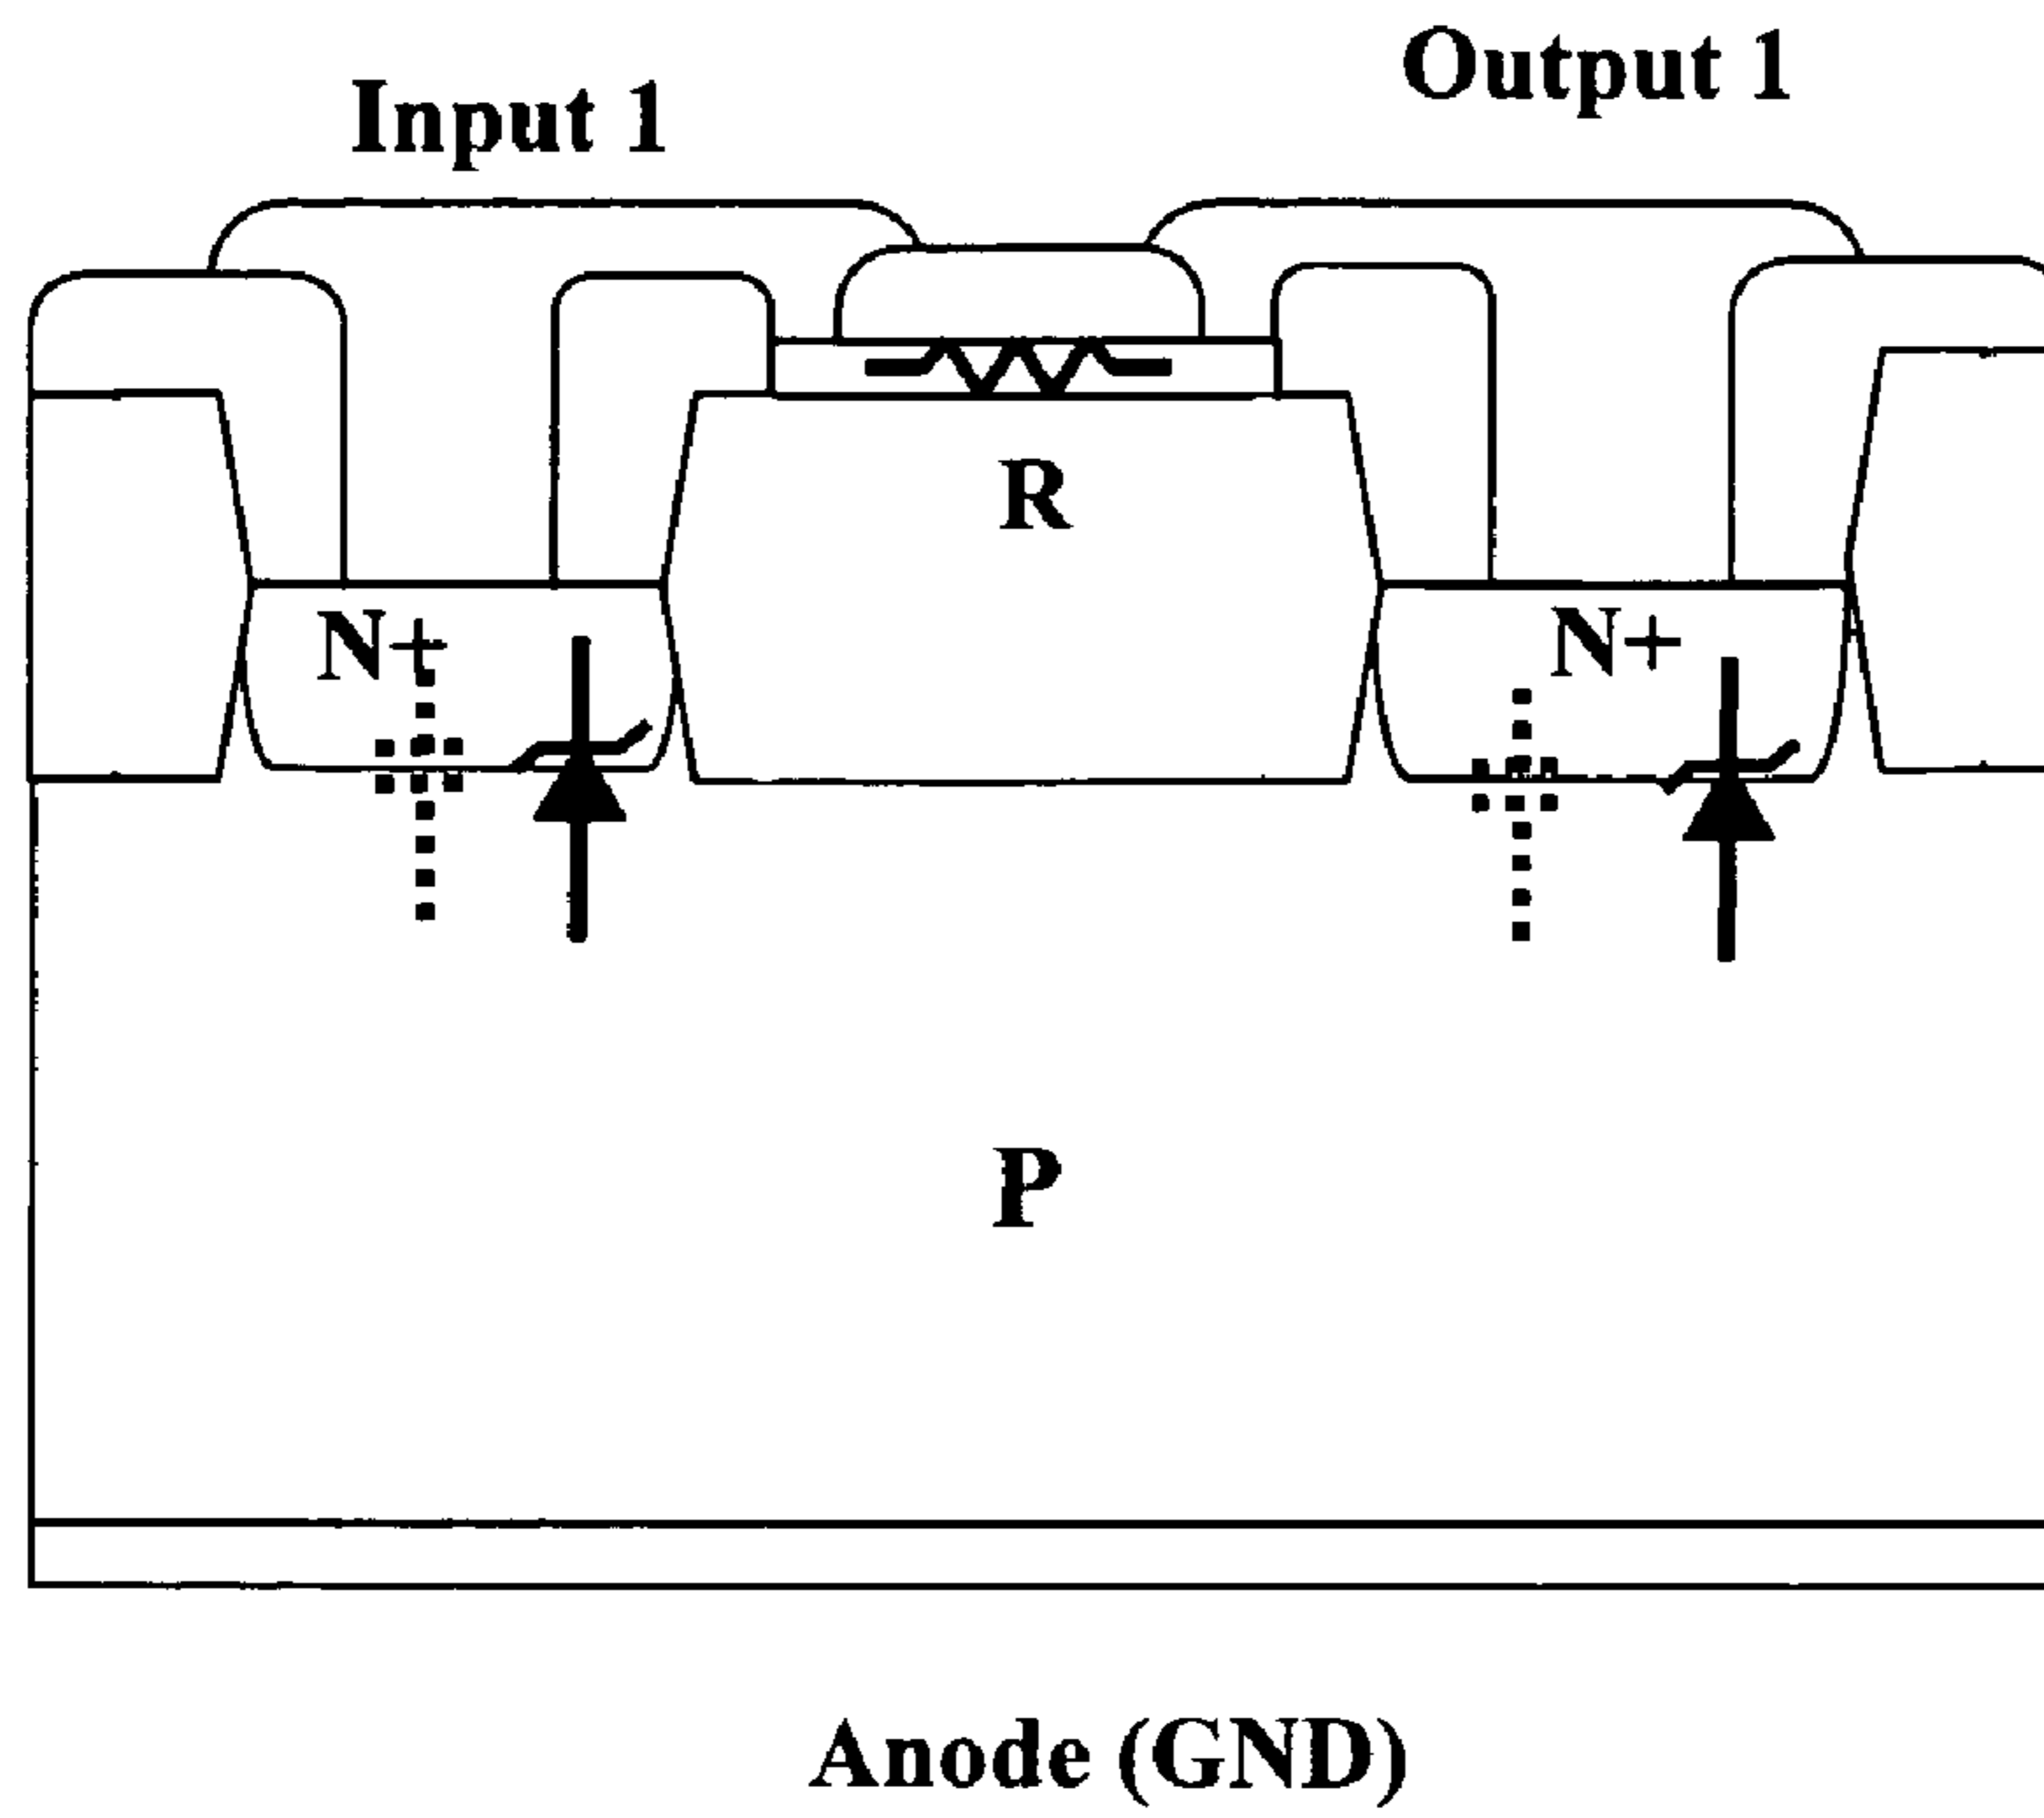 Input 1
Output 1
R
N+
N+
P
Anode (GND)